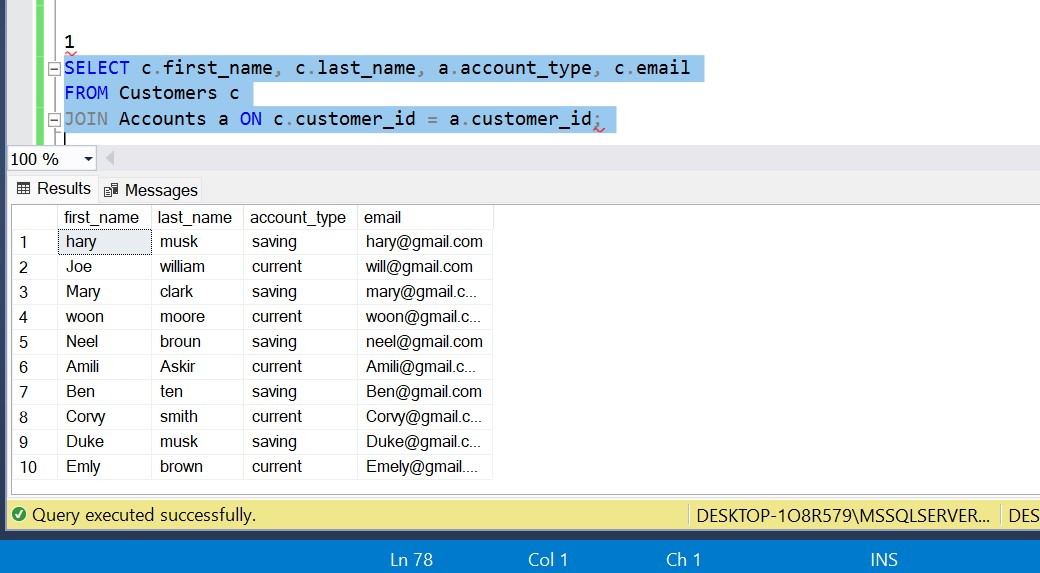 1
SELECT c.first_name, c.last_name, a.account_type, c.email
FROM Customers c
JOIN Accounts a ON c.customer_id = a.customer_id;
100 %
Results Messages
first_name last_name account_type email
1 hary musk saving hary@gmail.com
2 Joe william current will@gmail.com
3 Mary clark saving mary@gmail.c...
4 woon moore current woon@gmail.c...
5 Neel broun saving neel@gmail.com
6 Amili Askir current Amili@gmail.c...
7 Ben ten saving Ben@gmail.com
8 Corvy smith current Corvy@gmail.c...
9 Duke musk saving Duke@gmail.c...
10 Emly brown current Emely@gmail....
Query executed successfully. DESKTOP-1O8R579\MSSQLSERVER... DES
Ln 78 Col 1 Ch 1 INS